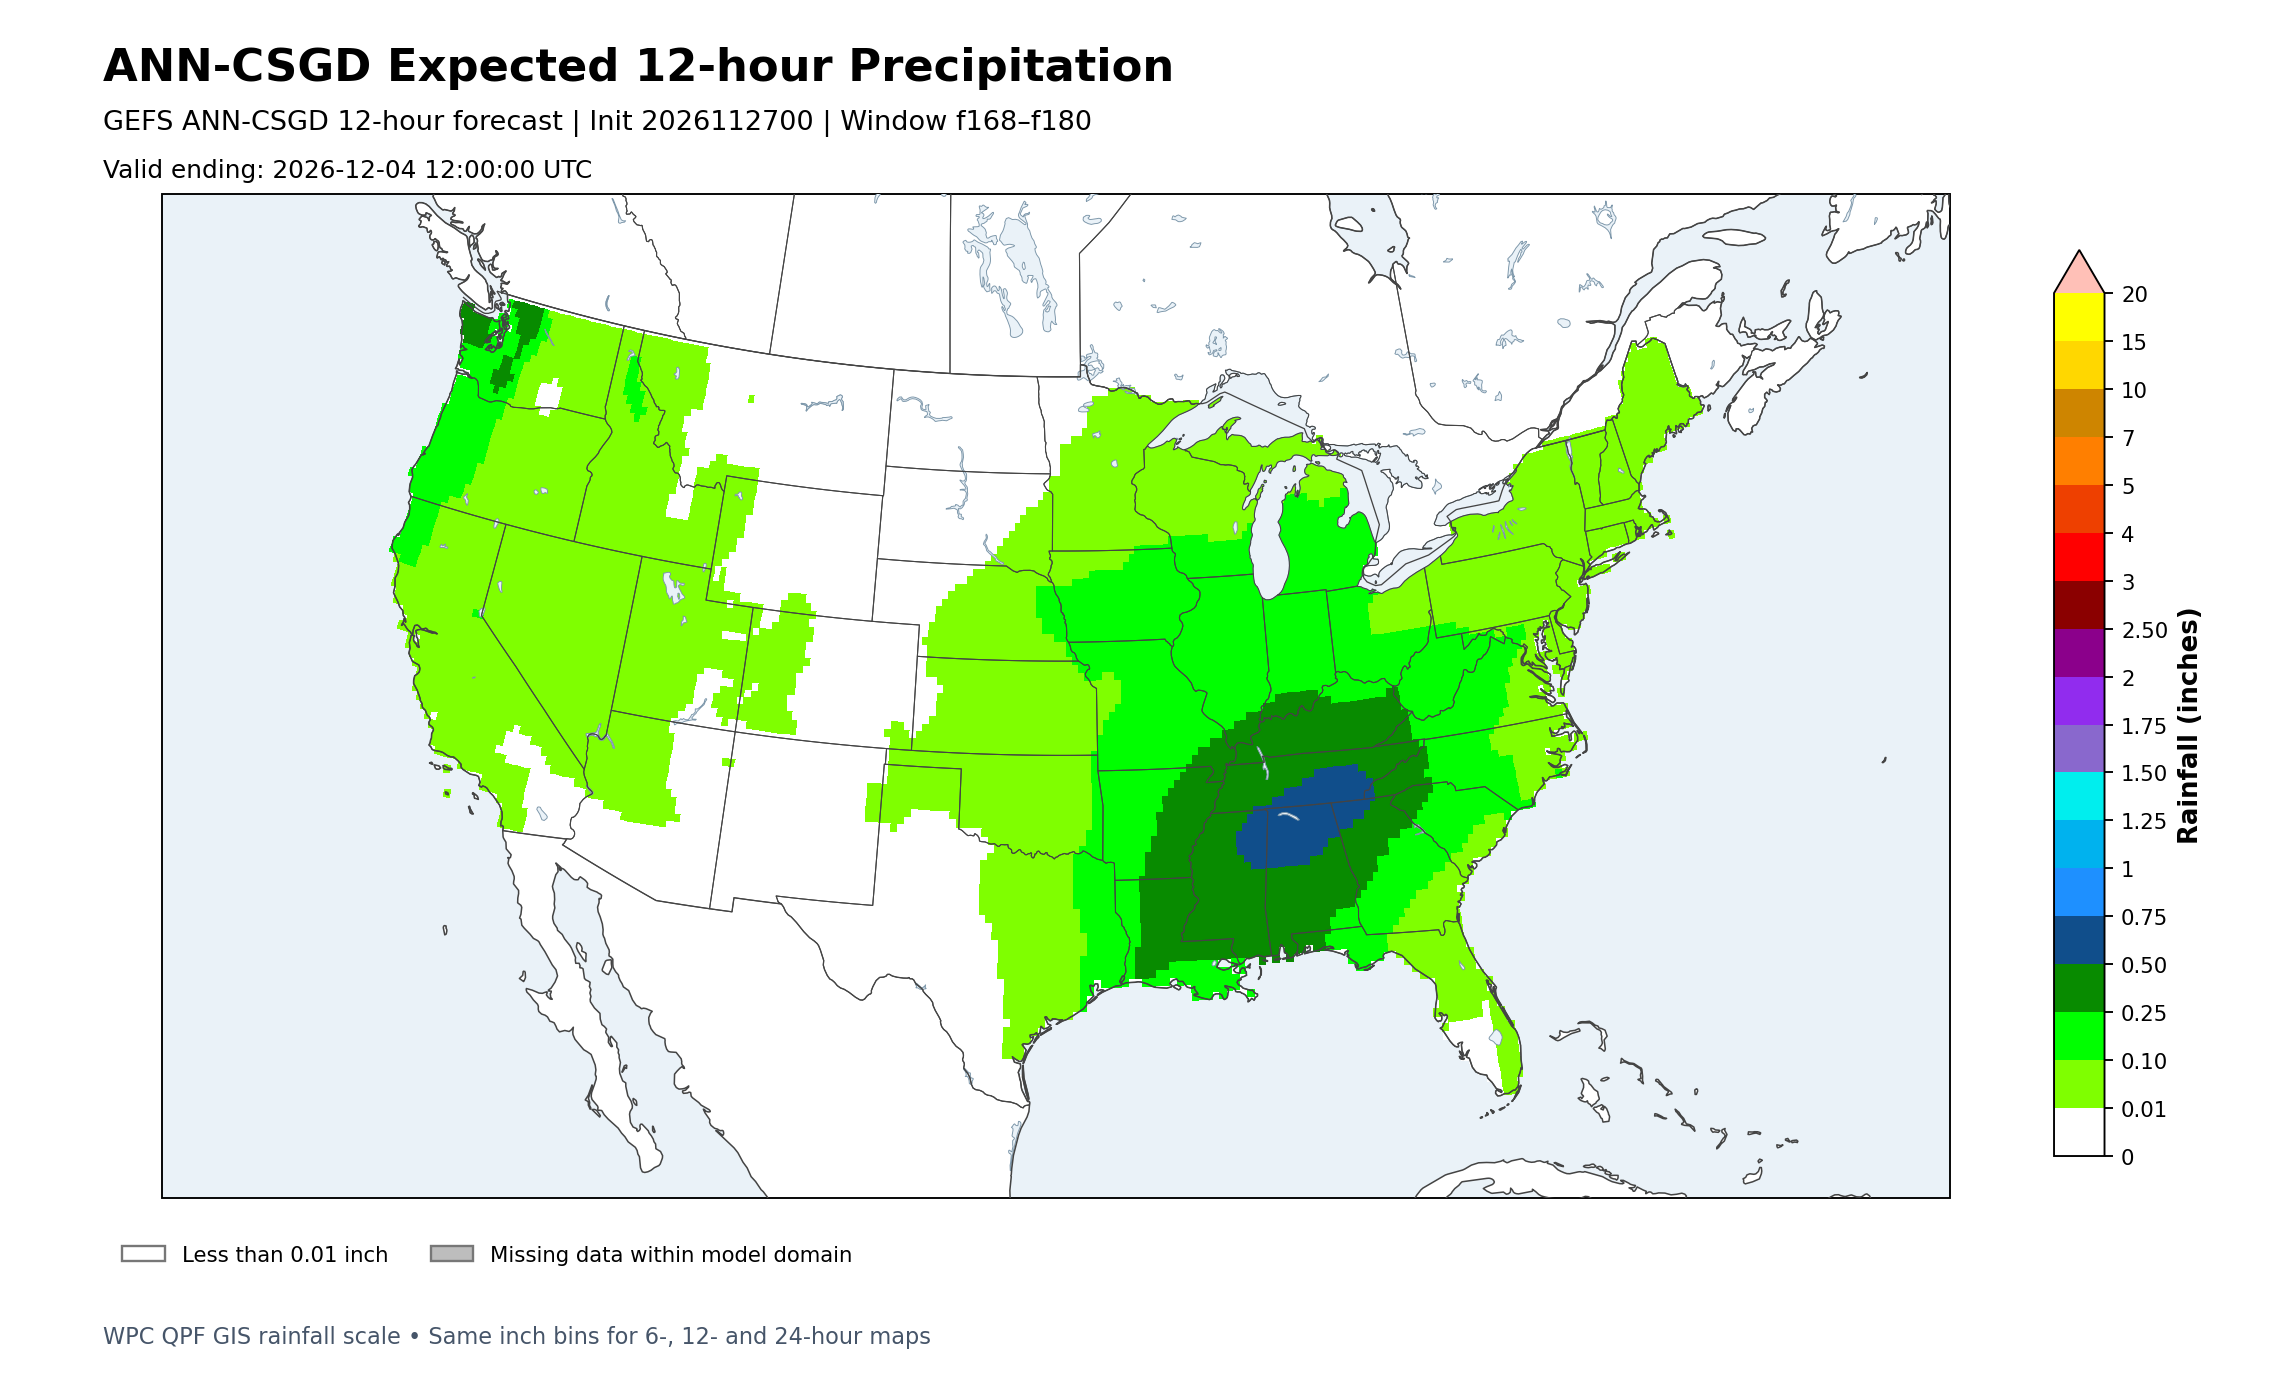 ANN-CSGD Expected 12-hour Precipitation
GEFS ANN-CSGD 12-hour forecast | Init 2026112700 | Window f168–f180
Valid ending: 2026-12-04 12:00:00 UTC
20
15
10
7
5
4
3
2.50
2
1.75
1.50
1.25
1
0.75
0.50
0.25
0.10
0.01
0
Rainfall (inches)
Less than 0.01 inch
Missing data within model domain
WPC QPF GIS rainfall scale • Same inch bins for 6-, 12- and 24-hour maps